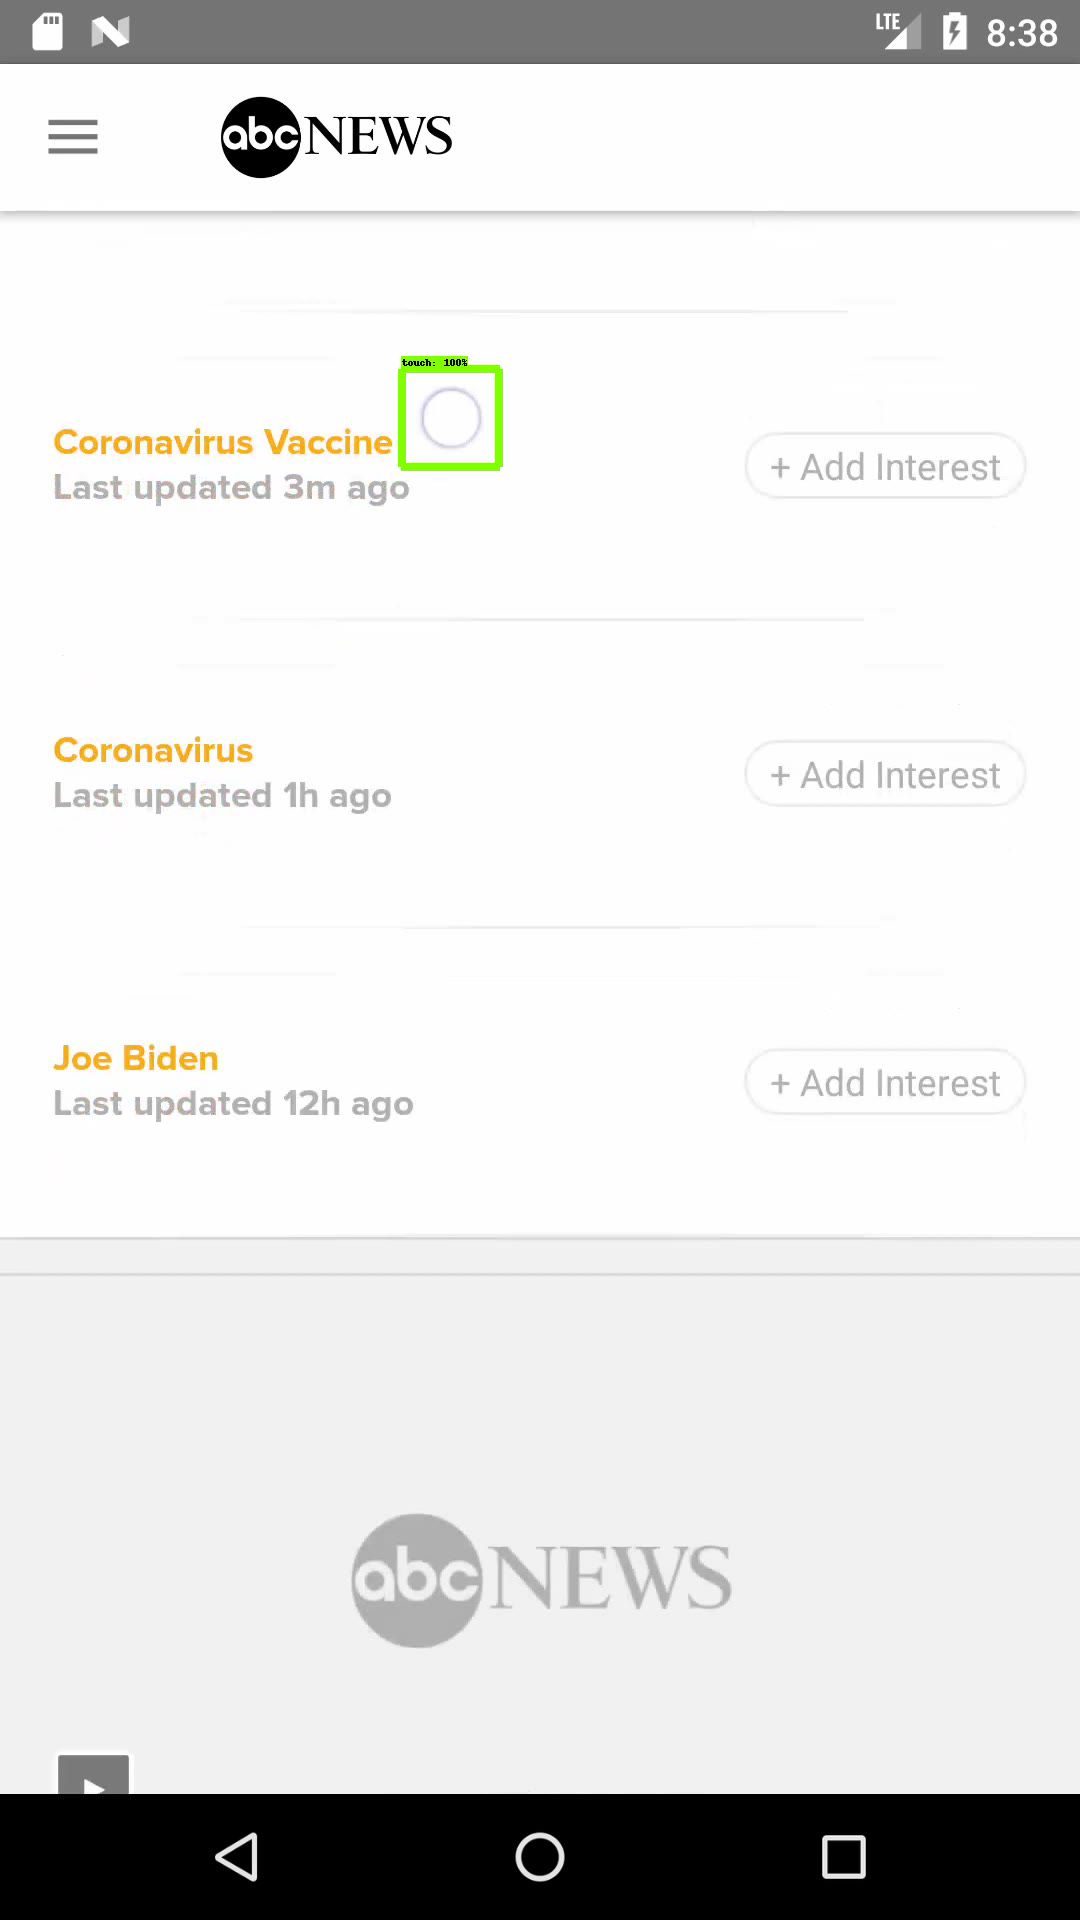 LTE 8:38
abc NEWS
touch: 100%
Coronavirus Vaccine
Last updated 3m ago
+ Add Interest
Coronavirus
Last updated 1h ago
+ Add Interest
Joe Biden
Last updated 12h ago
+ Add Interest
abc NEWS